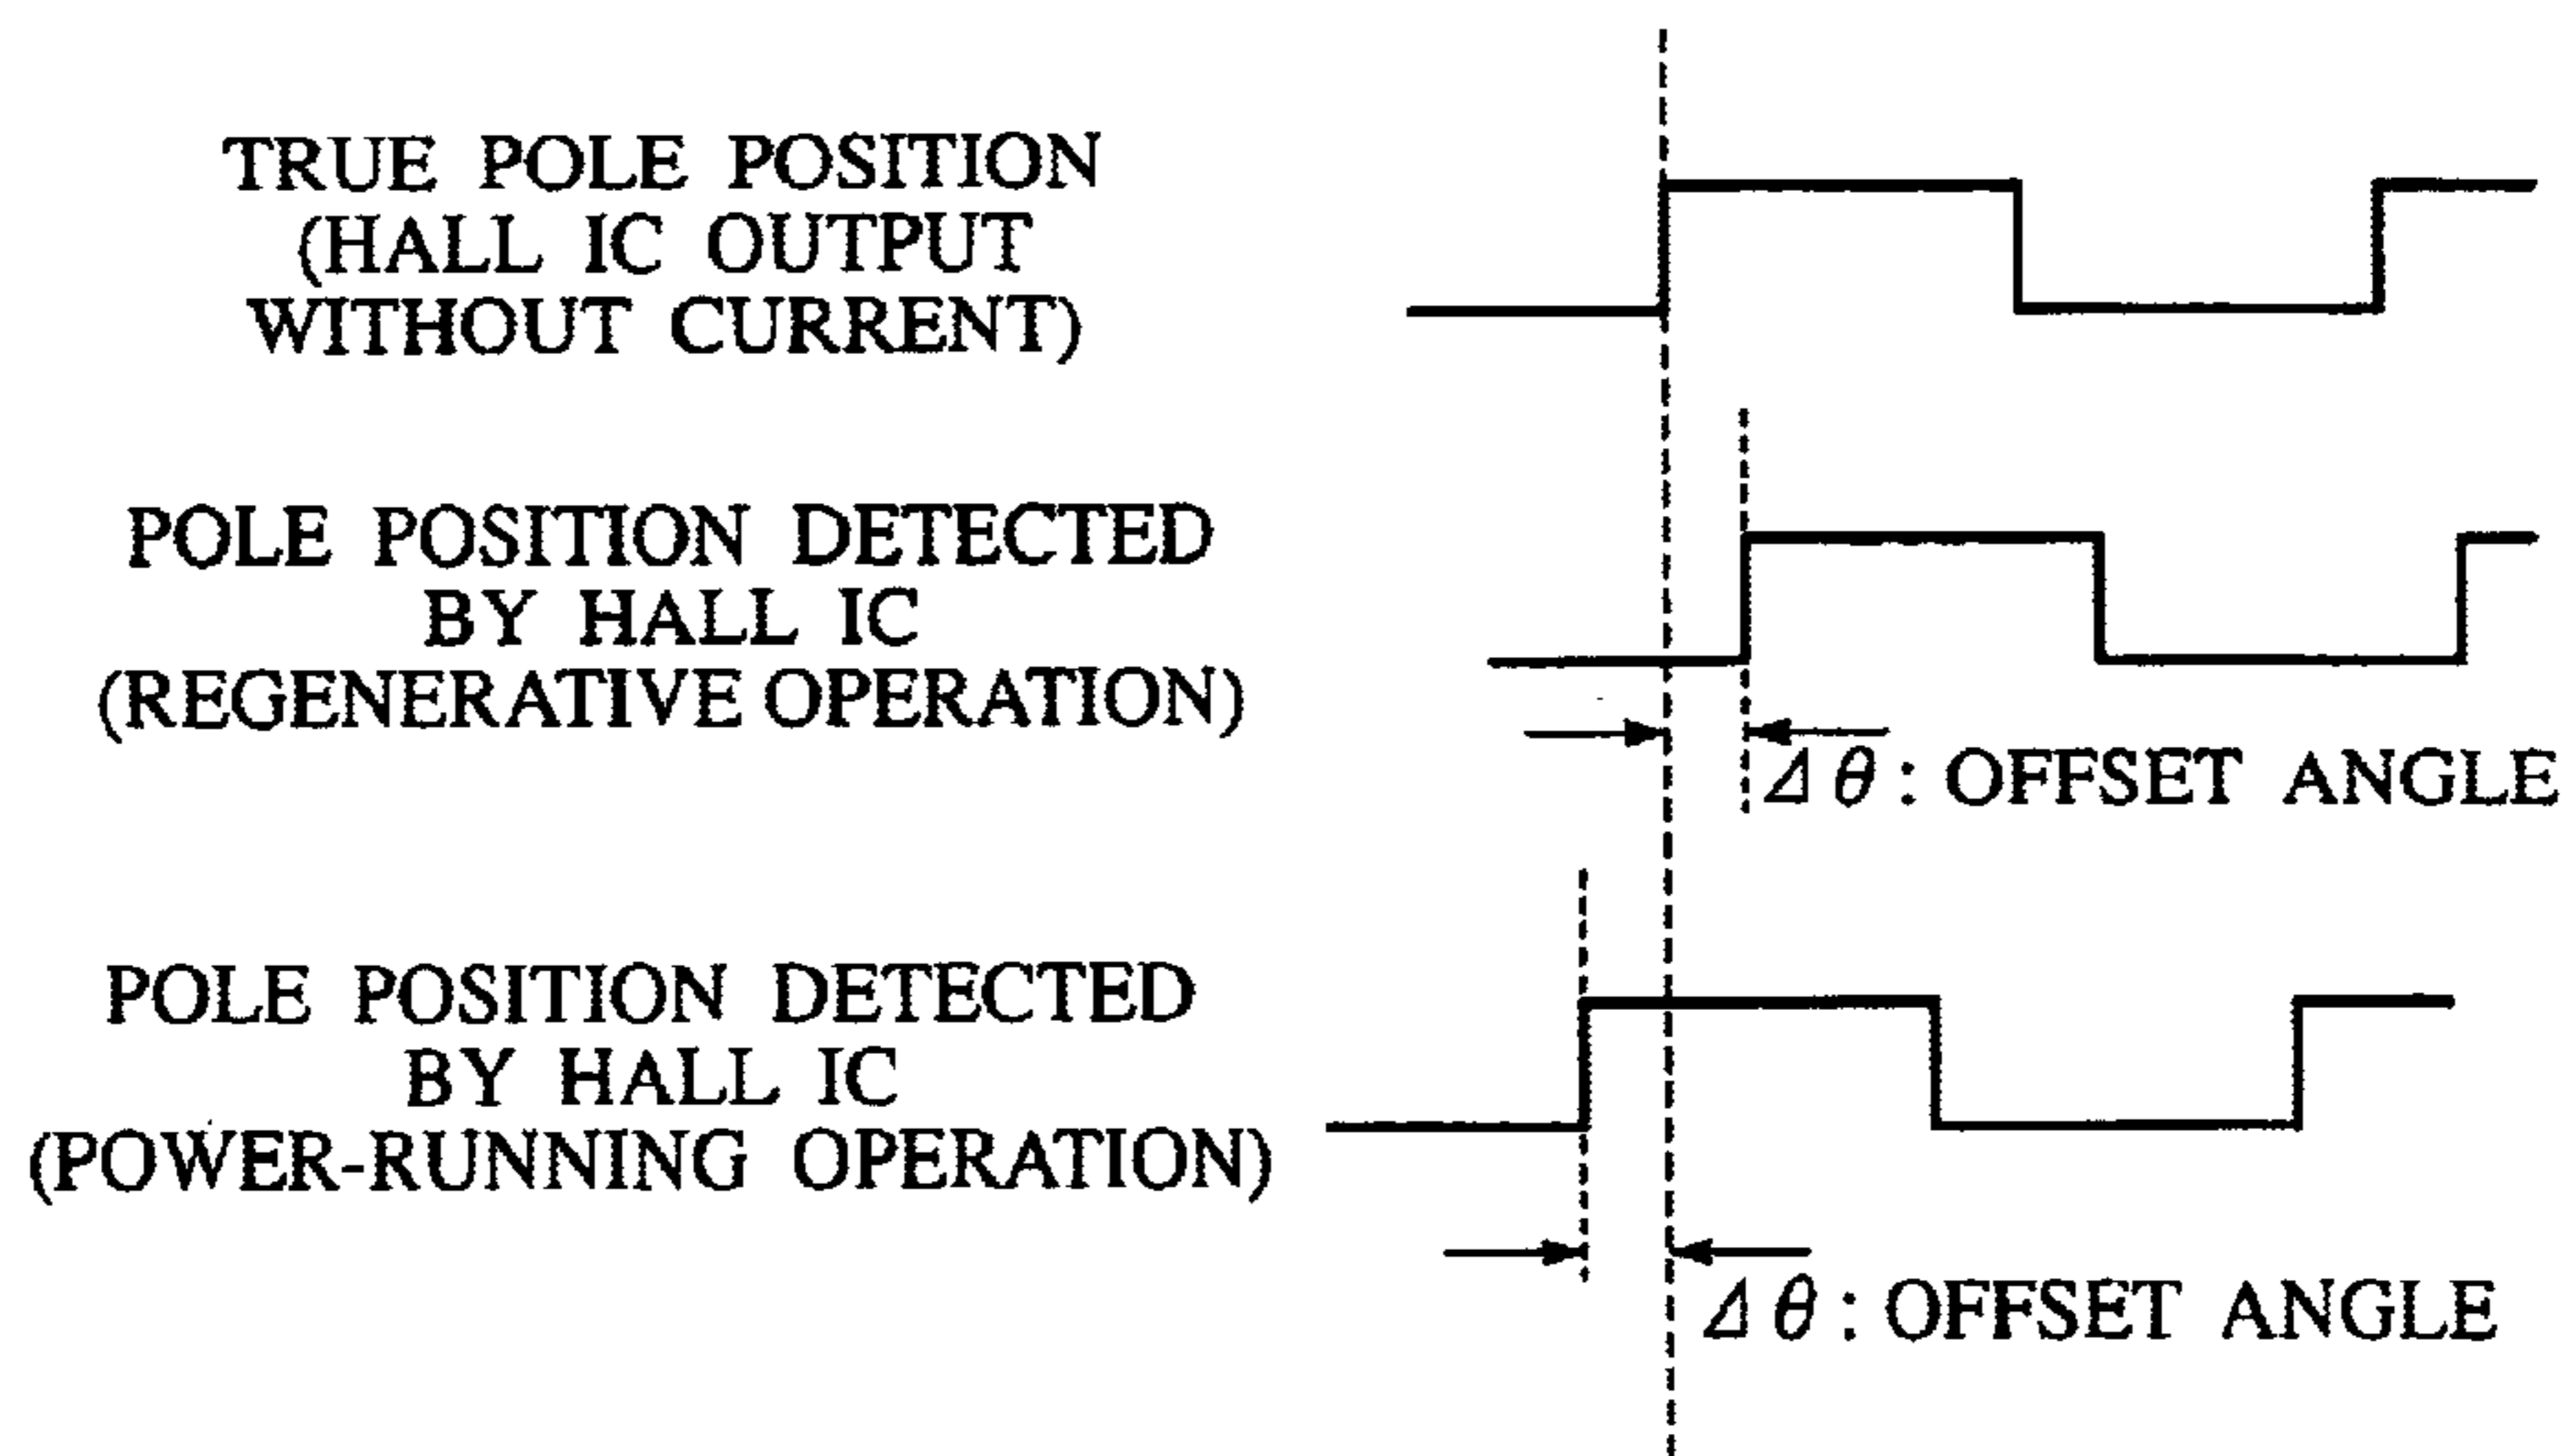 TRUE POLE POSITION
(HALL IC OUTPUT
WITHOUT CURRENT)
POLE POSITION DETECTED
BY HALL IC
(REGENERATIVE OPERATION)
Δθ: OFFSET ANGLE
POLE POSITION DETECTED
BY HALL IC
(POWER-RUNNING OPERATION)
Δθ: OFFSET ANGLE